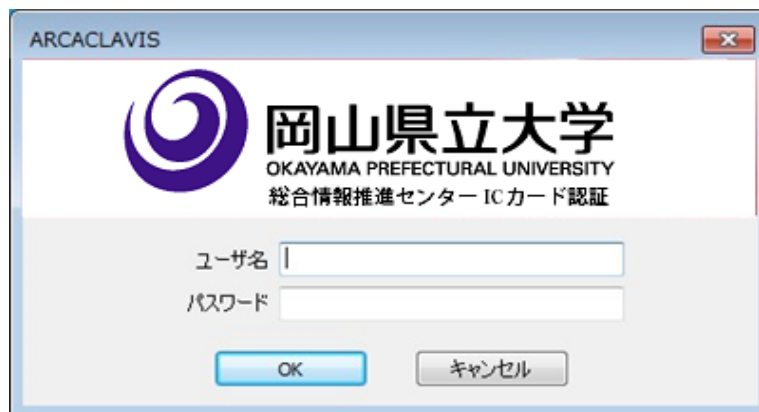 ARCACLAVIS
岡山県立大学
OKAYAMA PREFECTURAL UNIVERSITY
総合情報推進センター ICカード認証
ユーザ名
パスワード
OK キャンセル